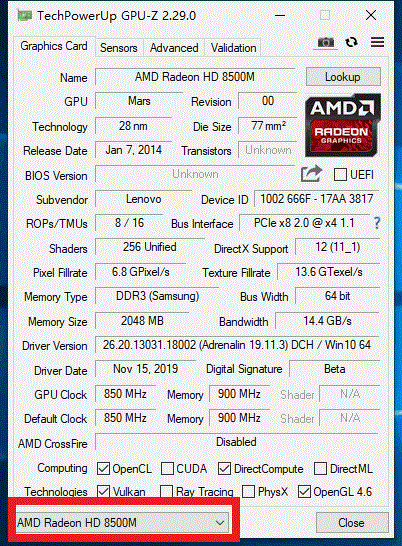 TechPowerUp GPU-Z 2.29.0
Graphics Card Sensors Advanced Validation
Name AMD Radeon HD 8500M Lookup
GPU Mars Revision 00
AMD
RADEON
GRAPHICS
Technology 28 nm Die Size 77 mm²
Release Date Jan 7, 2014 Transistors Unknown
BIOS Version Unknown UEFI
Subvendor Lenovo Device ID 1002 666F - 17AA 3817
ROPs/TMUs 8 / 16 Bus Interface PCIe x8 2.0 @ x4 1.1 ?
Shaders 256 Unified DirectX Support 12 (11_1)
Pixel Fillrate 6.8 GPixel/s Texture Fillrate 13.6 GTexel/s
Memory Type DDR3 (Samsung) Bus Width 64 bit
Memory Size 2048 MB Bandwidth 14.4 GB/s
Driver Version 26.20.13031.18002 (Adrenalin 19.11.3) DCH / Win10 64
Driver Date Nov 15, 2019 Digital Signature Beta
GPU Clock 850 MHz Memory 900 MHz Shader N/A
Default Clock 850 MHz Memory 900 MHz Shader N/A
AMD CrossFire Disabled
Computing OpenCL CUDA DirectCompute DirectML
Technologies Vulkan Ray Tracing PhysX OpenGL 4.6
AMD Radeon HD 8500M Close